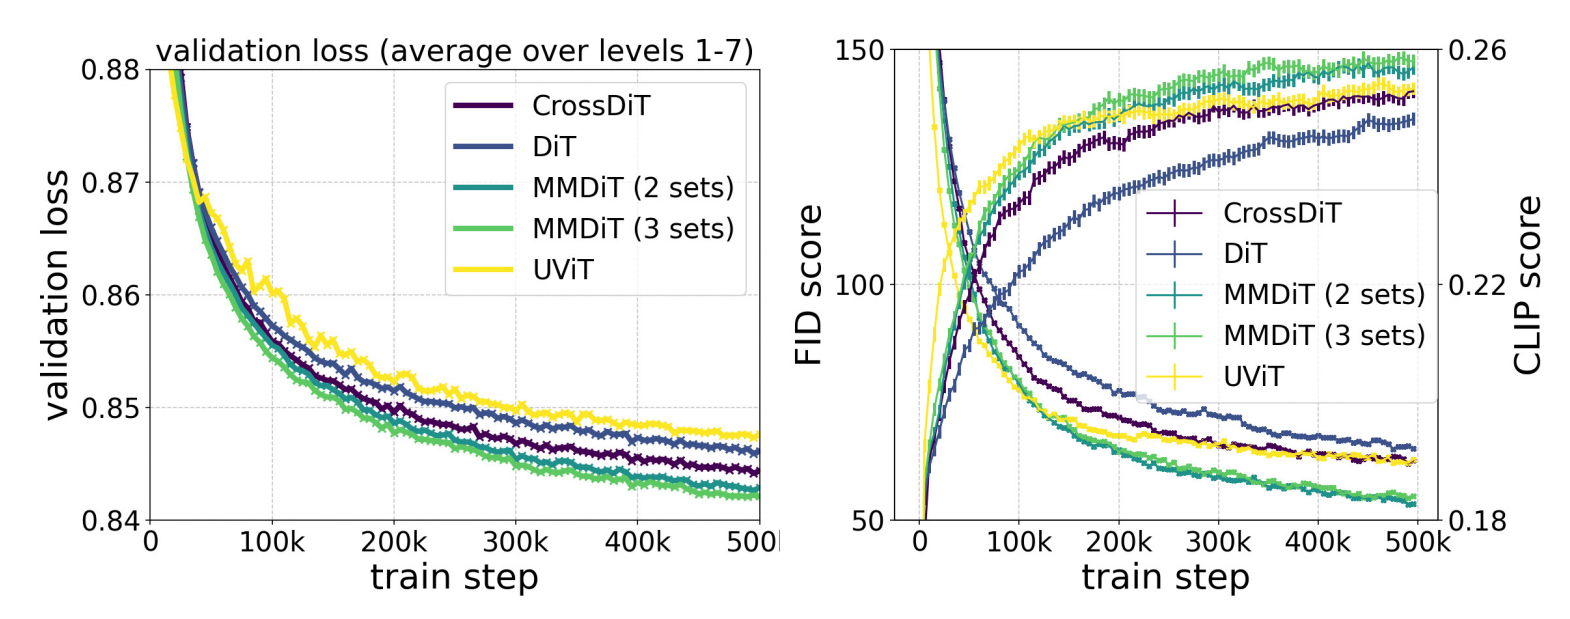 validation loss (average over levels 1-7)
validation loss
0.88
0.87
0.86
0.85
0.84
CrossDiT
DiT
MMDiT (2 sets)
MMDiT (3 sets)
UViT
0 100k 200k 300k 400k 500k
train step
FID score
150
100
50
CrossDiT
DiT
MMDiT (2 sets)
MMDiT (3 sets)
UViT
0.26
0.22
0.18
CLIP score
0 100k 200k 300k 400k 500k
train step